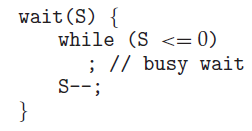 wait(S) {
    while (S <= 0)
        ; // busy wait
    S--;
}